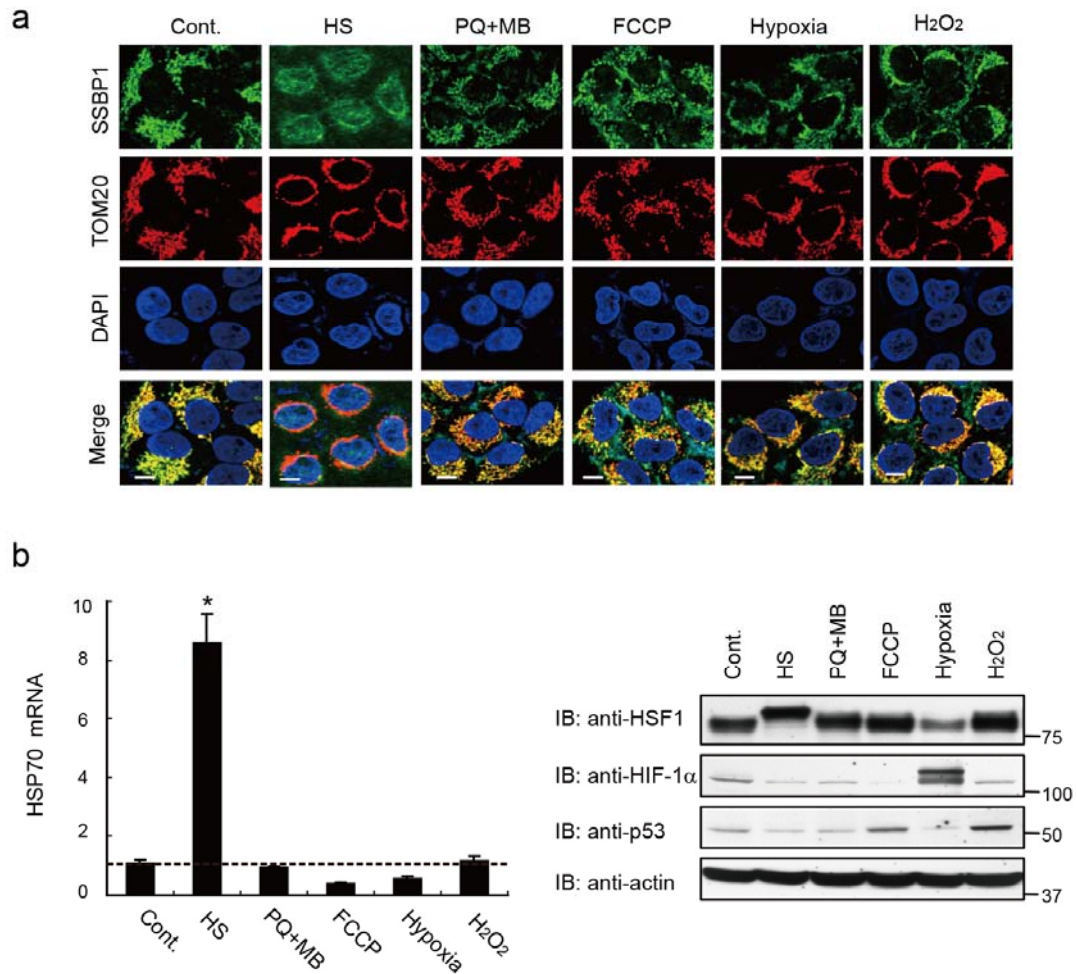 a
Cont. HS PQ+MB FCCP Hypoxia H2O2
SSBP1
TOM20
DAPI
Merge
b
HSP70 mRNA
10
8
6
4
2
0
*
Cont. HS PQ+MB FCCP Hypoxia H2O2
Cont. HS PQ+MB FCCP Hypoxia H2O2
IB: anti-HSF1
75
IB: anti-HIF-1α
100
IB: anti-p53
50
IB: anti-actin
37